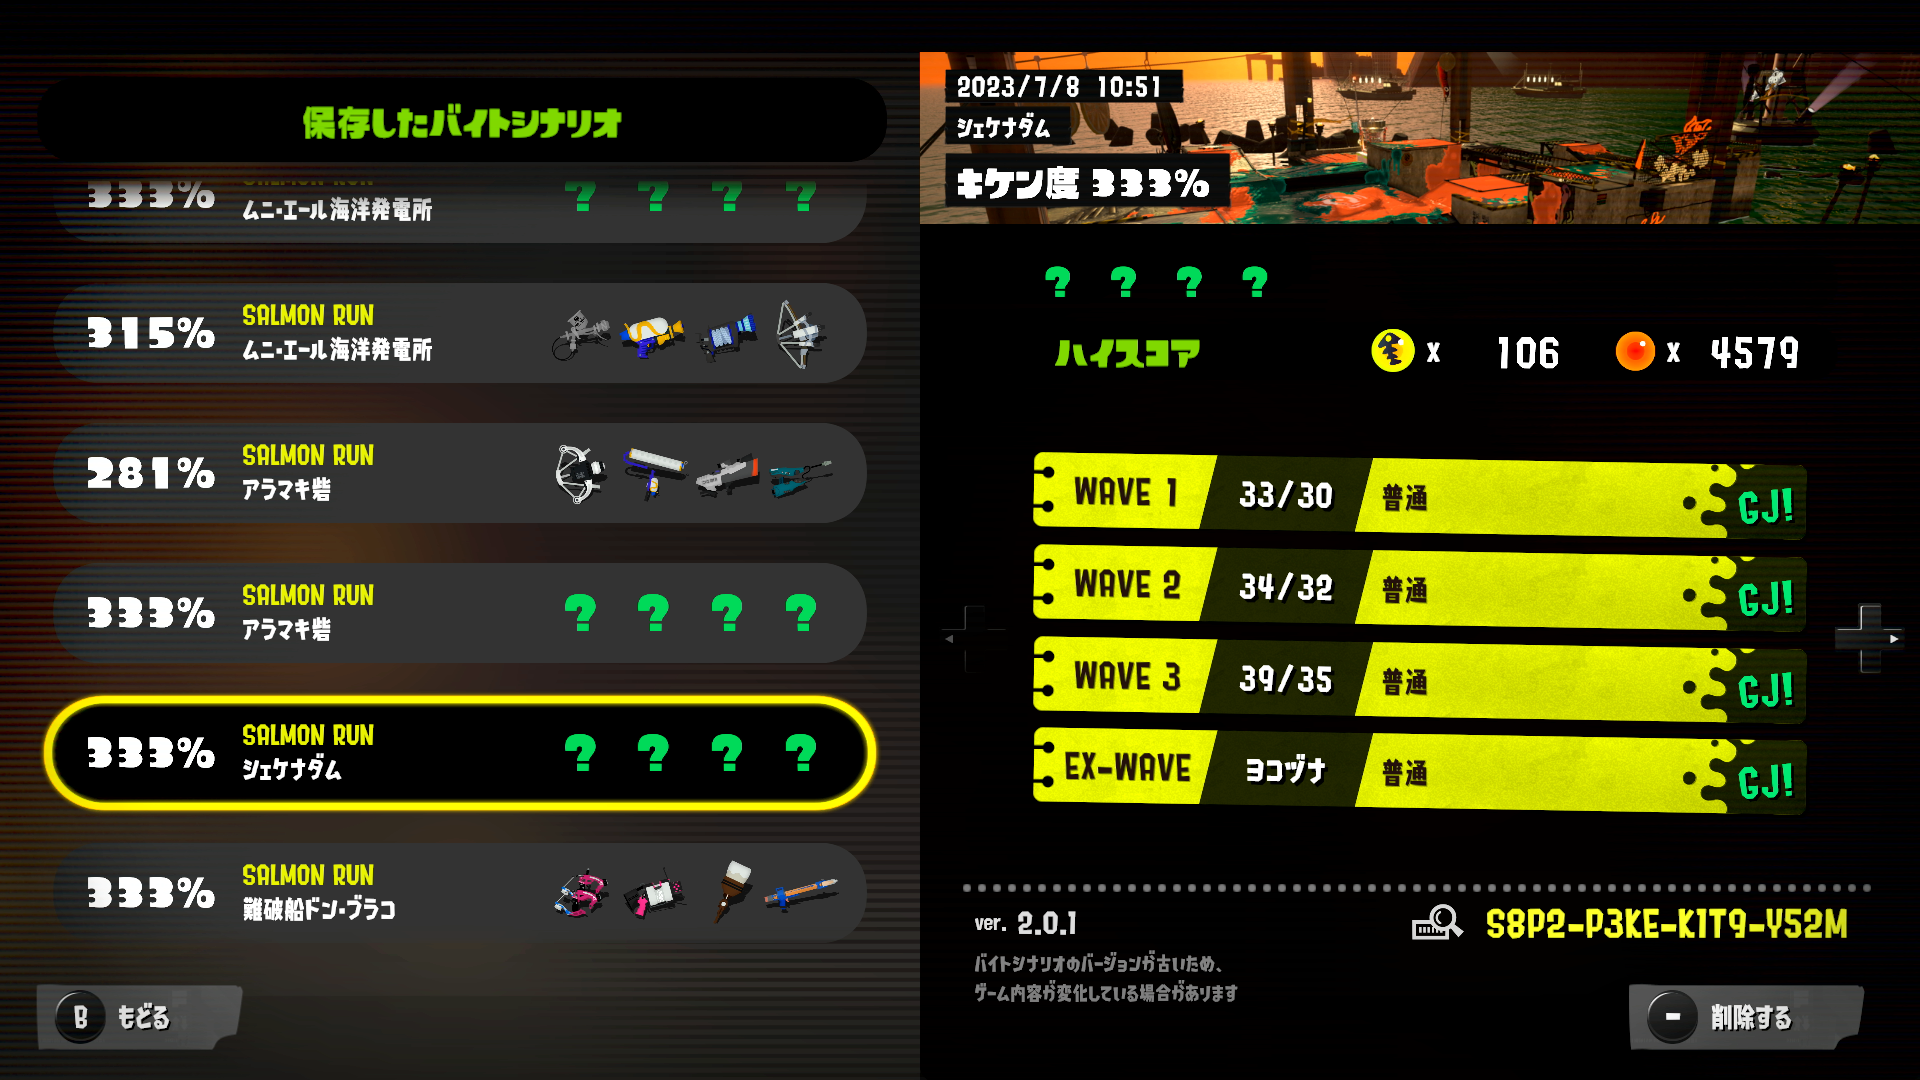 保存したバイトシナリオ
333%
ムニ・エール海洋発電所
? ? ? ?
315%
SALMON RUN
ムニ・エール海洋発電所
281%
SALMON RUN
アラマキ砦
333%
SALMON RUN
アラマキ砦
? ? ? ?
333%
SALMON RUN
シェケナダム
? ? ? ?
333%
SALMON RUN
難破船ドン・ブラコ
B もどる
2023/7/8 10:51
シェケナダム
キケン度 333%
? ? ? ?
ハイスコア x 106 x 4579
WAVE 1 33/30 普通 GJ!
WAVE 2 34/32 普通 GJ!
WAVE 3 39/35 普通 GJ!
EX-WAVE ヨコヅナ 普通 GJ!
ver. 2.0.1
S8P2-P3KE-K1T9-Y52M
バイトシナリオのバージョンが古いため、
ゲーム内容が変化している場合があります
- 削除する